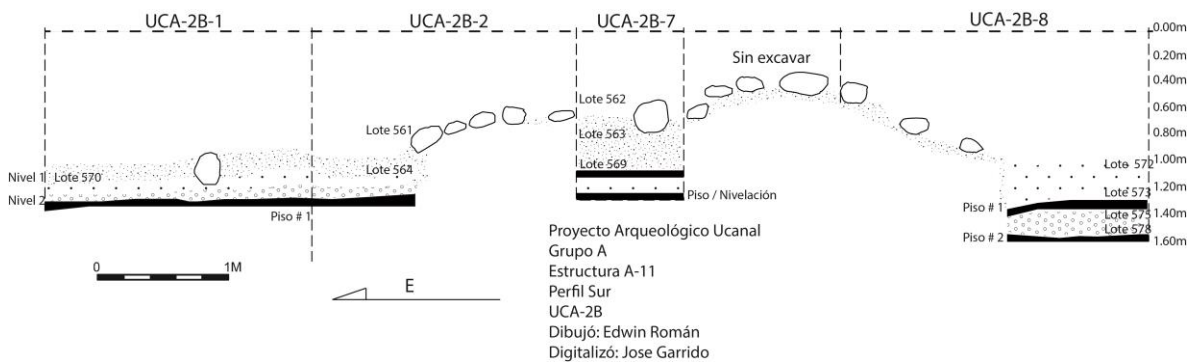 UCA-2B-1
UCA-2B-2
UCA-2B-7
UCA-2B-8
0.00m
0.20m
0.40m
0.60m
0.80m
1.00m
1.20m
1.40m
1.60m
Sin excavar
Lote 562
Lote 561
Lote 563
Lote 564
Lote 569
Lote 572
Nivel 1
Lote 570
Piso / Nivelación
Lote 573
Nivel 2
Piso # 1
Piso # 1
Lote 575
Piso # 2
Lote 578
0
1M
E
Proyecto Arqueológico Ucanal
Grupo A
Estructura A-11
Perfil Sur
UCA-2B
Dibujó: Edwin Román
Digitalizó: Jose Garrido